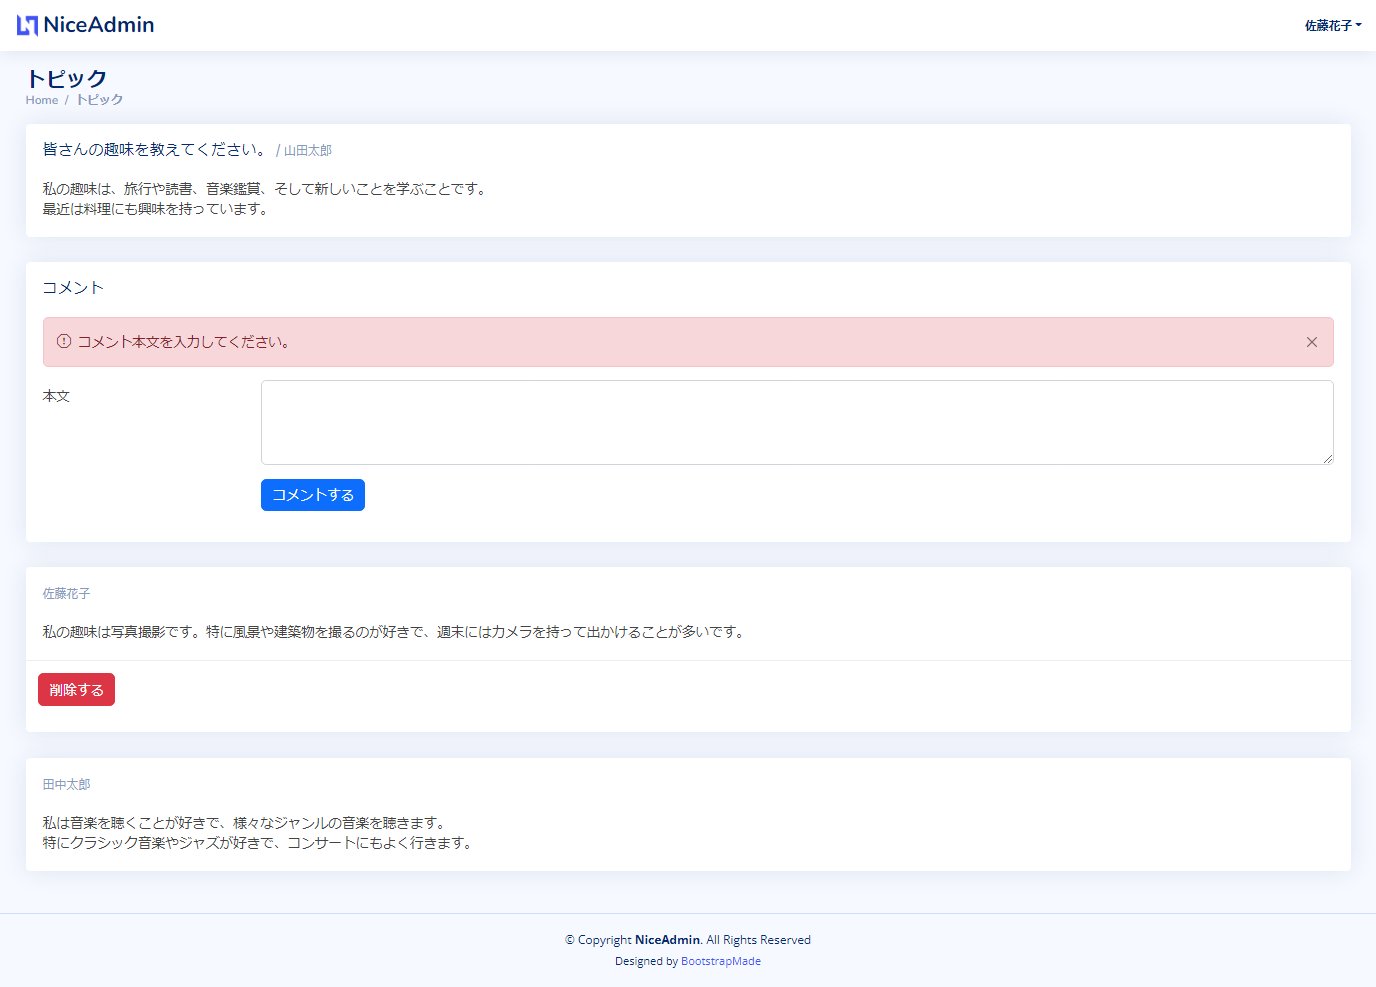 NiceAdmin
佐藤花子
トピック
Home / トピック
皆さんの趣味を教えてください。 / 山田太郎
私の趣味は、旅行や読書、音楽鑑賞、そして新しいことを学ぶことです。
最近は料理にも興味を持っています。
コメント
コメント本文を入力してください。
本文
コメントする
佐藤花子
私の趣味は写真撮影です。特に風景や建築物を撮るのが好きで、週末にはカメラを持って出かけることが多いです。
削除する
田中太郎
私は音楽を聴くことが好きで、様々なジャンルの音楽を聴きます。
特にクラシック音楽やジャズが好きで、コンサートにもよく行きます。
© Copyright NiceAdmin. All Rights Reserved
Designed by BootstrapMade